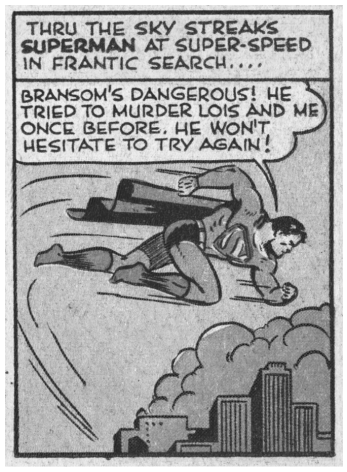 THRU THE SKY STREAKS
SUPERMAN AT SUPER-SPEED
IN FRANTIC SEARCH....
BRANSOM'S DANGEROUS! HE
TRIED TO MURDER LOIS AND ME
ONCE BEFORE. HE WON'T
HESITATE TO TRY AGAIN!
S